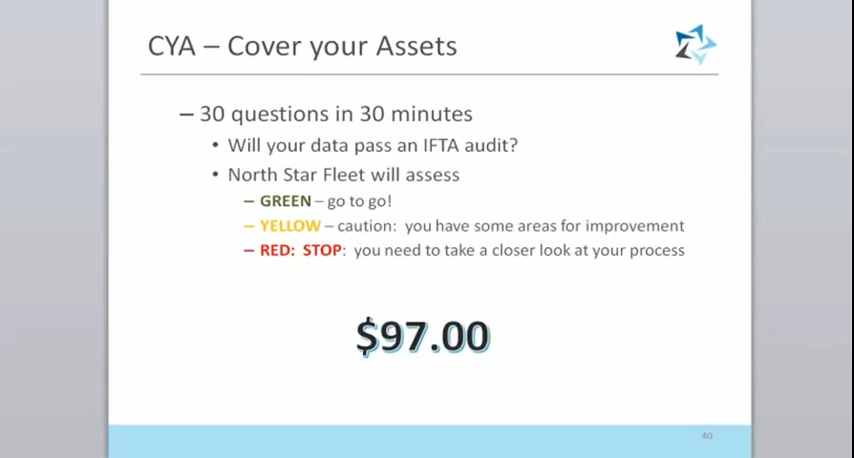 CYA – Cover your Assets
– 30 questions in 30 minutes
• Will your data pass an IFTA audit?
• North Star Fleet will assess
– GREEN – go to go!
– YELLOW – caution: you have some areas for improvement
– RED: STOP: you need to take a closer look at your process
$97.00
40